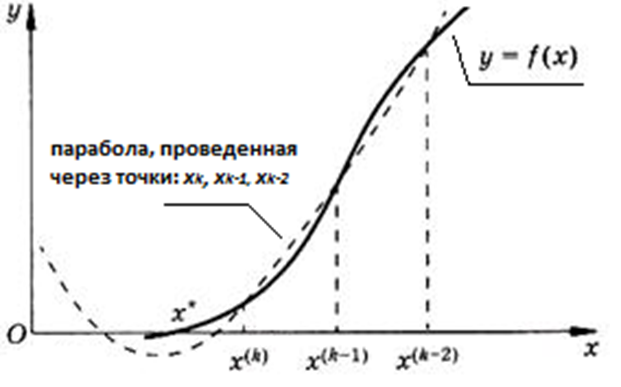 y
y = f(x)
парабола, проведенная
через точки: xk, xk-1, xk-2
x*
O
x^(k) x^(k-1) x^(k-2) x